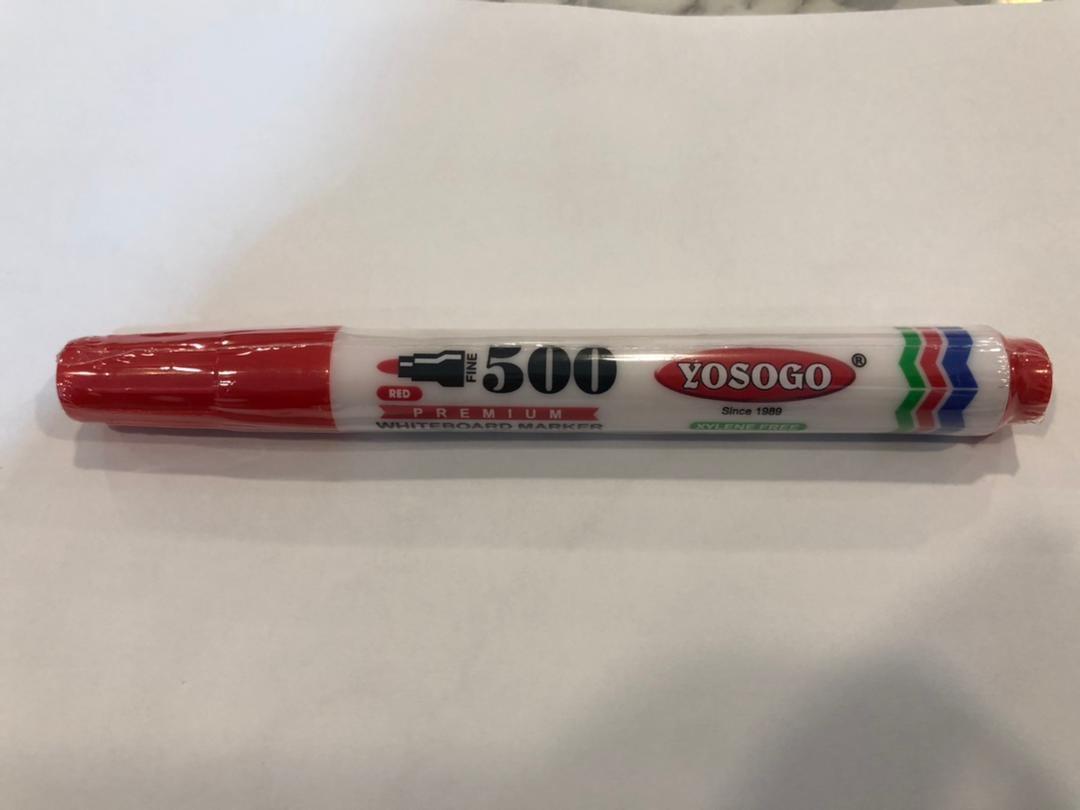 RED
FINE
500
PREMIUM
WHITEBOARD MARKER
YOSOGO®
Since 1989
XYLENE FREE